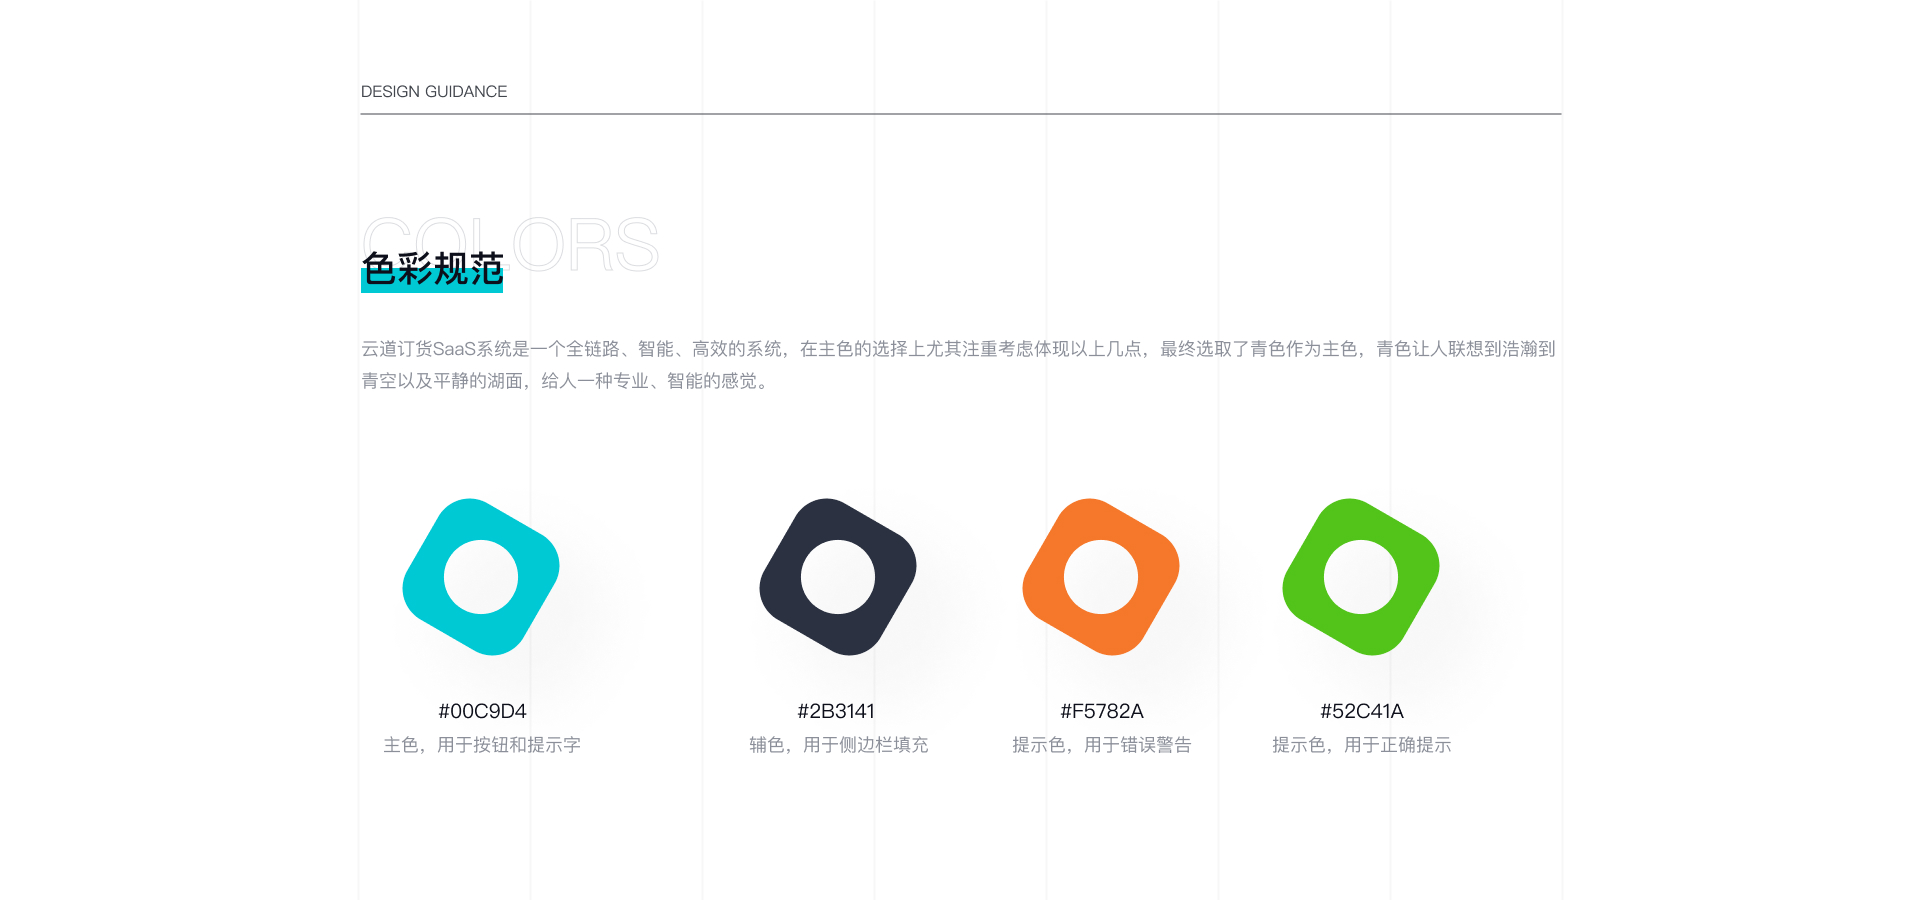 DESIGN GUIDANCE
COLORS
色彩规范
云道订货SaaS系统是一个全链路、智能、高效的系统，在主色的选择上尤其注重考虑体现以上几点，最终选取了青色作为主色，青色让人联想到浩瀚到
青空以及平静的湖面，给人一种专业、智能的感觉。
#00C9D4
主色，用于按钮和提示字
#2B3141
辅色，用于侧边栏填充
#F5782A
提示色，用于错误警告
#52C41A
提示色，用于正确提示